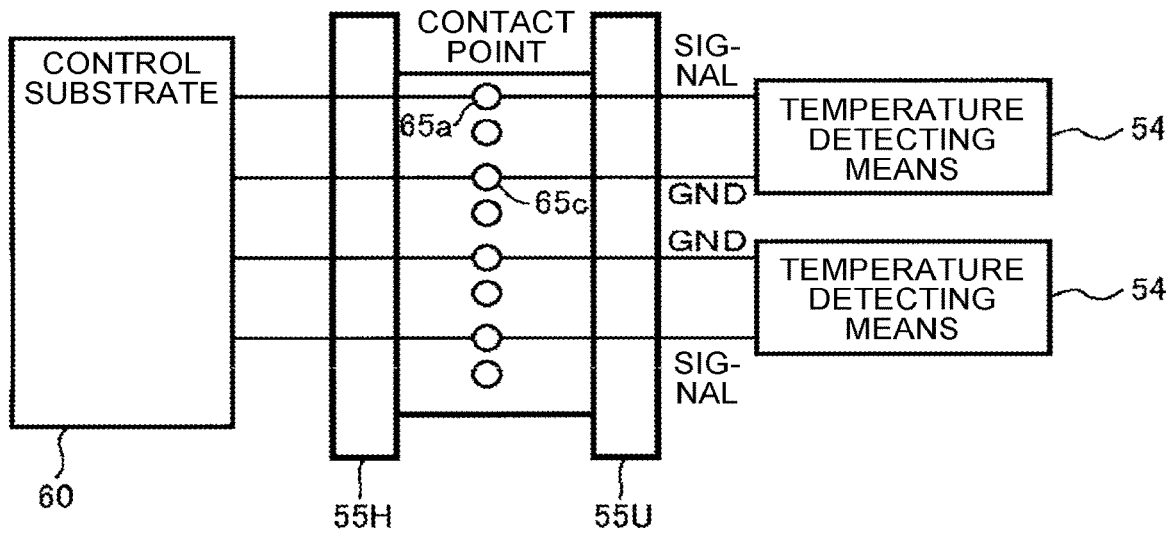 CONTROL
SUBSTRATE
CONTACT
POINT
65a
65c
SIG-
NAL
GND
GND
SIG-
NAL
TEMPERATURE
DETECTING
MEANS
54
TEMPERATURE
DETECTING
MEANS
54
60
55H
55U